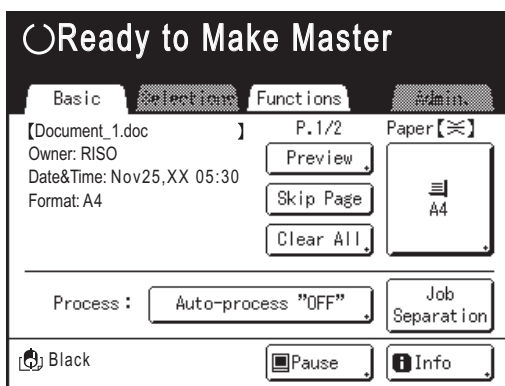 Ready to Make Master
Basic Selections Functions Admin.
【Document_1.doc 】 P.1/2 Paper【】
Owner: RISO Preview
Date&Time: Nov25,XX 05:30
Format: A4 Skip Page A4
Clear All
Process: Auto-process "OFF" Job Separation
Black Pause Info